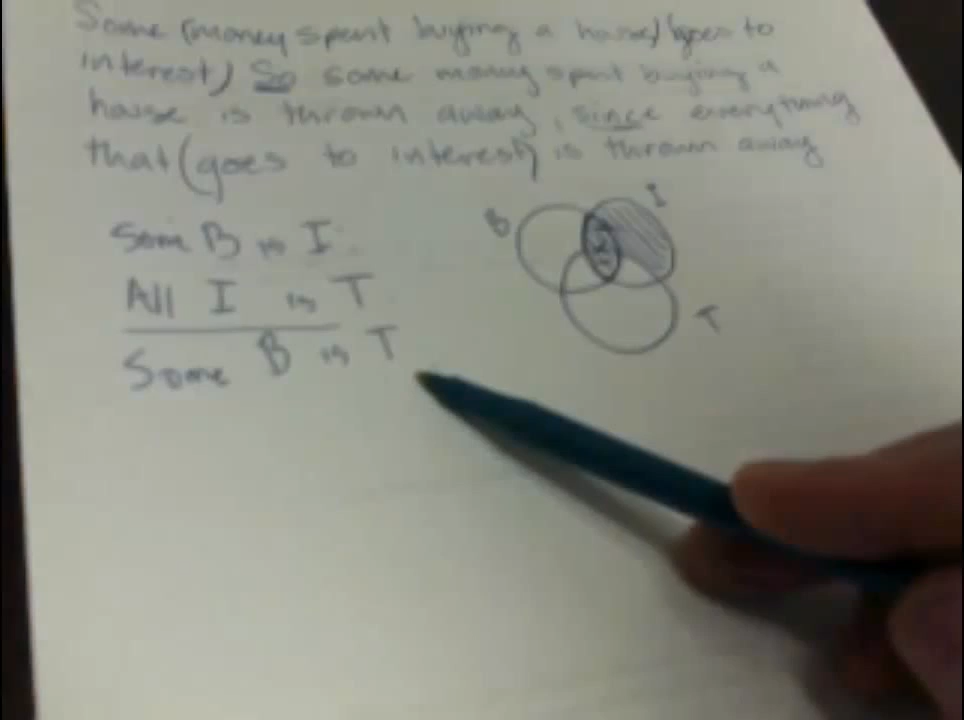 Some (money spent buying a house) (goes to
interest) So some money spent buying a
house is thrown away, since everything
that (goes to interest) is thrown away
Some B is I
All I is T
Some B is T
B
I
x
T